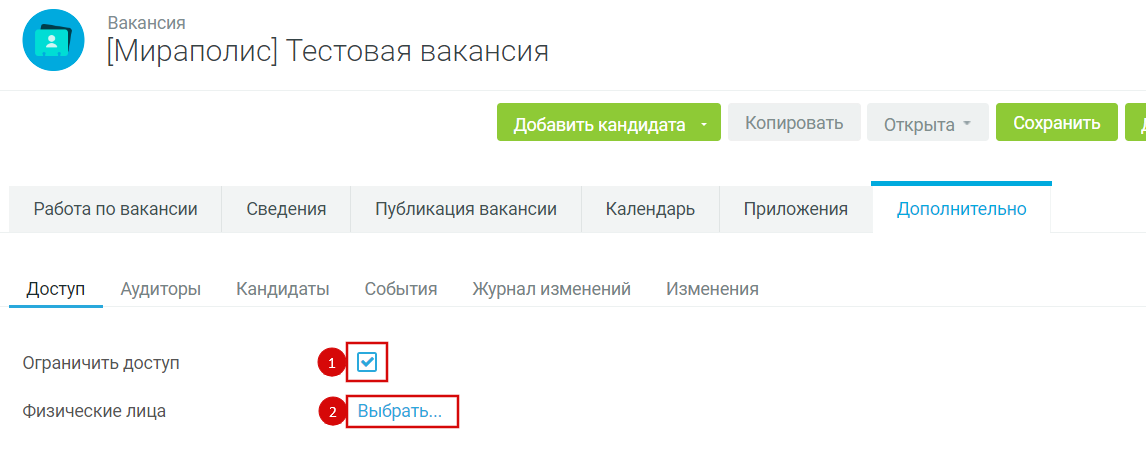 Вакансия
[Мираполис] Тестовая вакансия
Добавить кандидата Копировать Открыта Сохранить
Работа по вакансии Сведения Публикация вакансии Календарь Приложения Дополнительно
Доступ Аудиторы Кандидаты События Журнал изменений Изменения
Ограничить доступ 1
Физические лица 2 Выбрать...